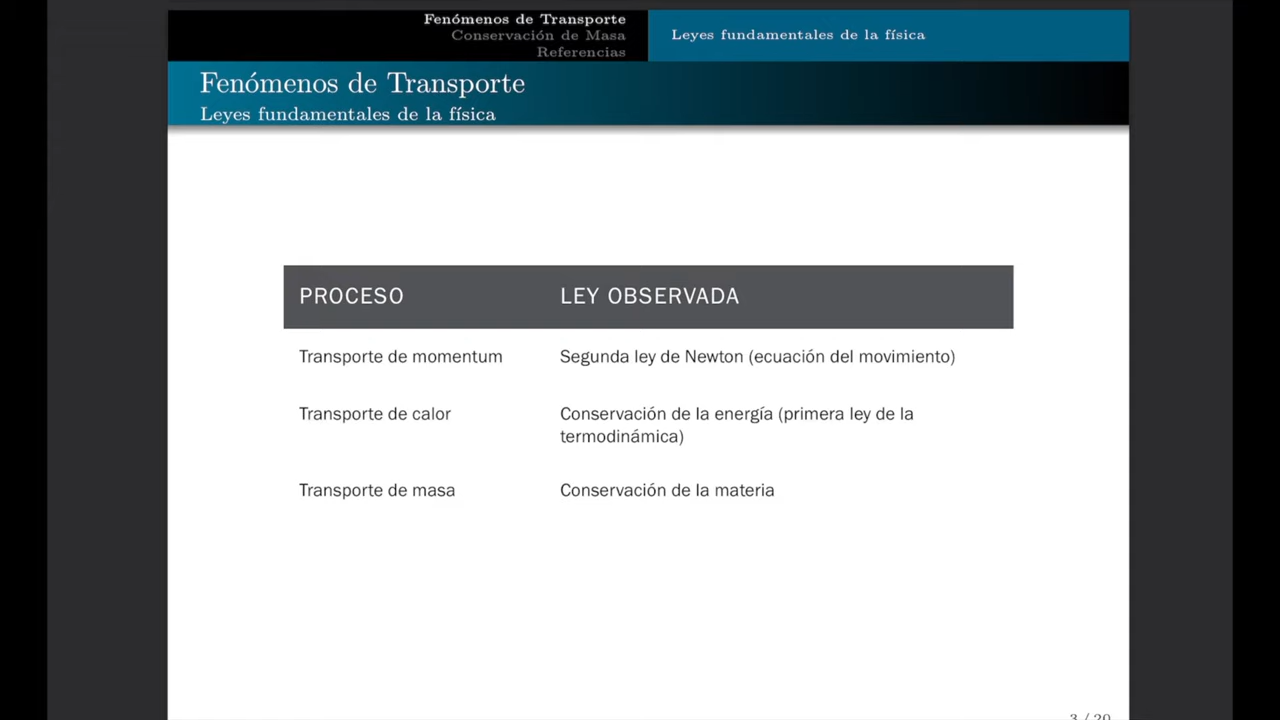 Fenómenos de Transporte
Conservación de Masa
Referencias
Leyes fundamentales de la física
Fenómenos de Transporte
Leyes fundamentales de la física
PROCESO LEY OBSERVADA
Transporte de momentum Segunda ley de Newton (ecuación del movimiento)
Transporte de calor Conservación de la energía (primera ley de la
termodinámica)
Transporte de masa Conservación de la materia
3 / 20